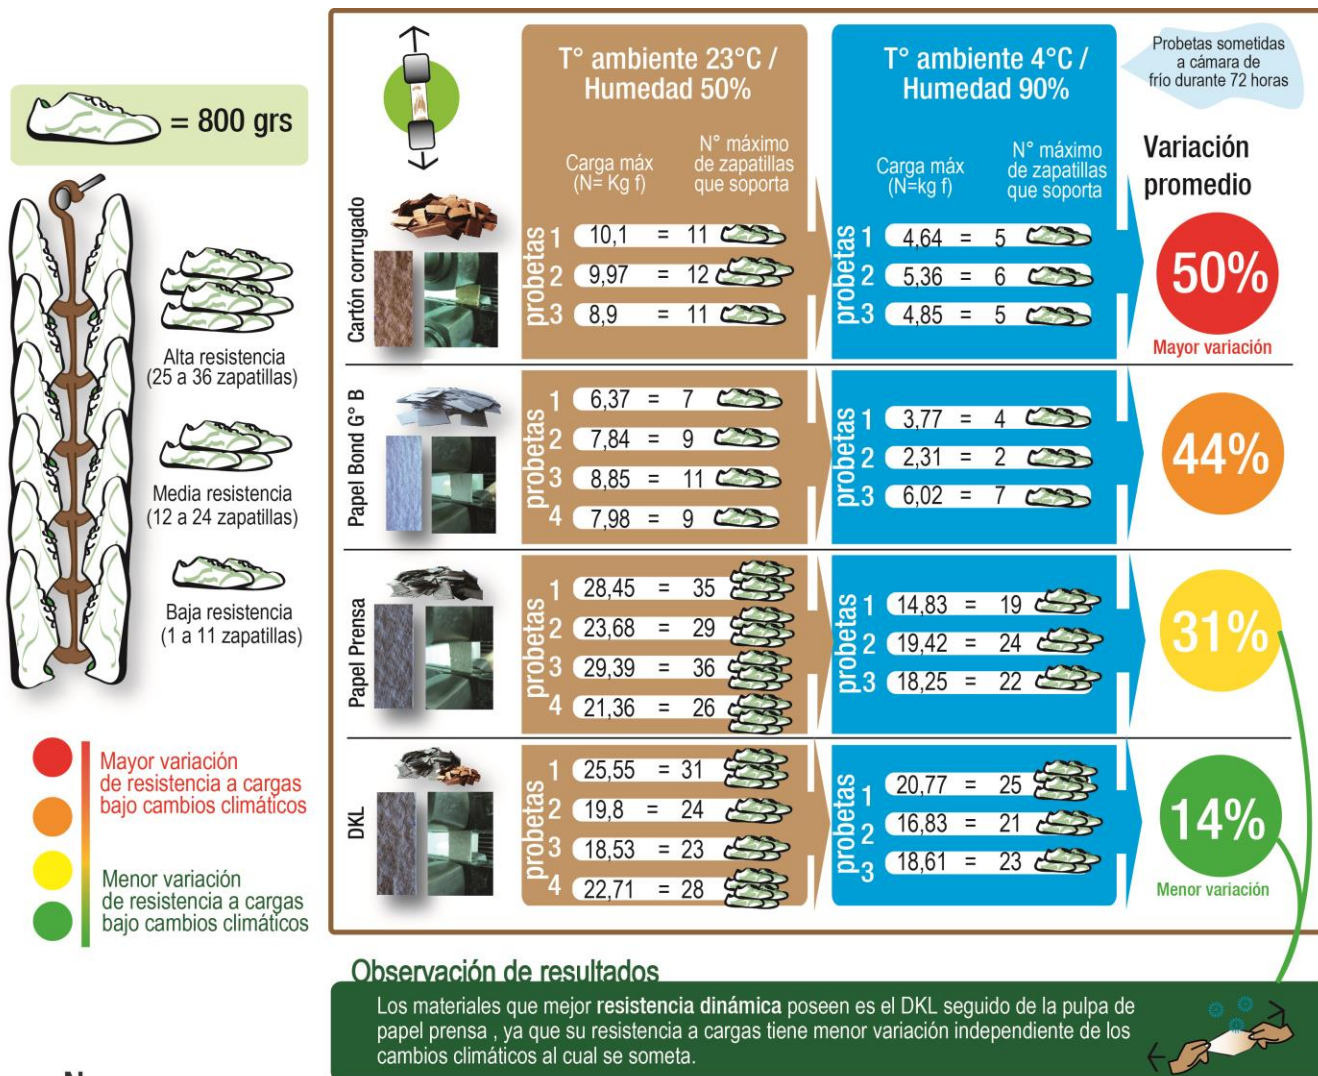 = 800 grs
Alta resistencia
(25 a 36 zapatillas)
Media resistencia
(12 a 24 zapatillas)
Baja resistencia
(1 a 11 zapatillas)
Mayor variación
de resistencia a cargas
bajo cambios climáticos
Menor variación
de resistencia a cargas
bajo cambios climáticos
T° ambiente 23°C /
Humedad 50%
T° ambiente 4°C /
Humedad 90%
Probetas sometidas
a cámara de
frío durante 72 horas
Carga máx
(N= Kg f)
N° máximo
de zapatillas
que soporta
Carga máx
(N=kg f)
N° máximo
de zapatillas
que soporta
Variación
promedio
Cartón corrugado
probetas
1 10,1 = 11
2 9,97 = 12
3 8,9 = 11
probetas
1 4,64 = 5
2 5,36 = 6
3 4,85 = 5
50%
Mayor variación
Papel Bond G° B
probetas
1 6,37 = 7
2 7,84 = 9
3 8,85 = 11
4 7,98 = 9
probetas
1 3,77 = 4
2 2,31 = 2
3 6,02 = 7
44%
Papel Prensa
probetas
1 28,45 = 35
2 23,68 = 29
3 29,39 = 36
4 21,36 = 26
probetas
1 14,83 = 19
2 19,42 = 24
3 18,25 = 22
31%
DKL
probetas
1 25,55 = 31
2 19,8 = 24
3 18,53 = 23
4 22,71 = 28
probetas
1 20,77 = 25
2 16,83 = 21
3 18,61 = 23
14%
Menor variación
Observación de resultados
Los materiales que mejor resistencia dinámica poseen es el DKL seguido de la pulpa de
papel prensa , ya que su resistencia a cargas tiene menor variación independiente de los
cambios climáticos al cual se someta.